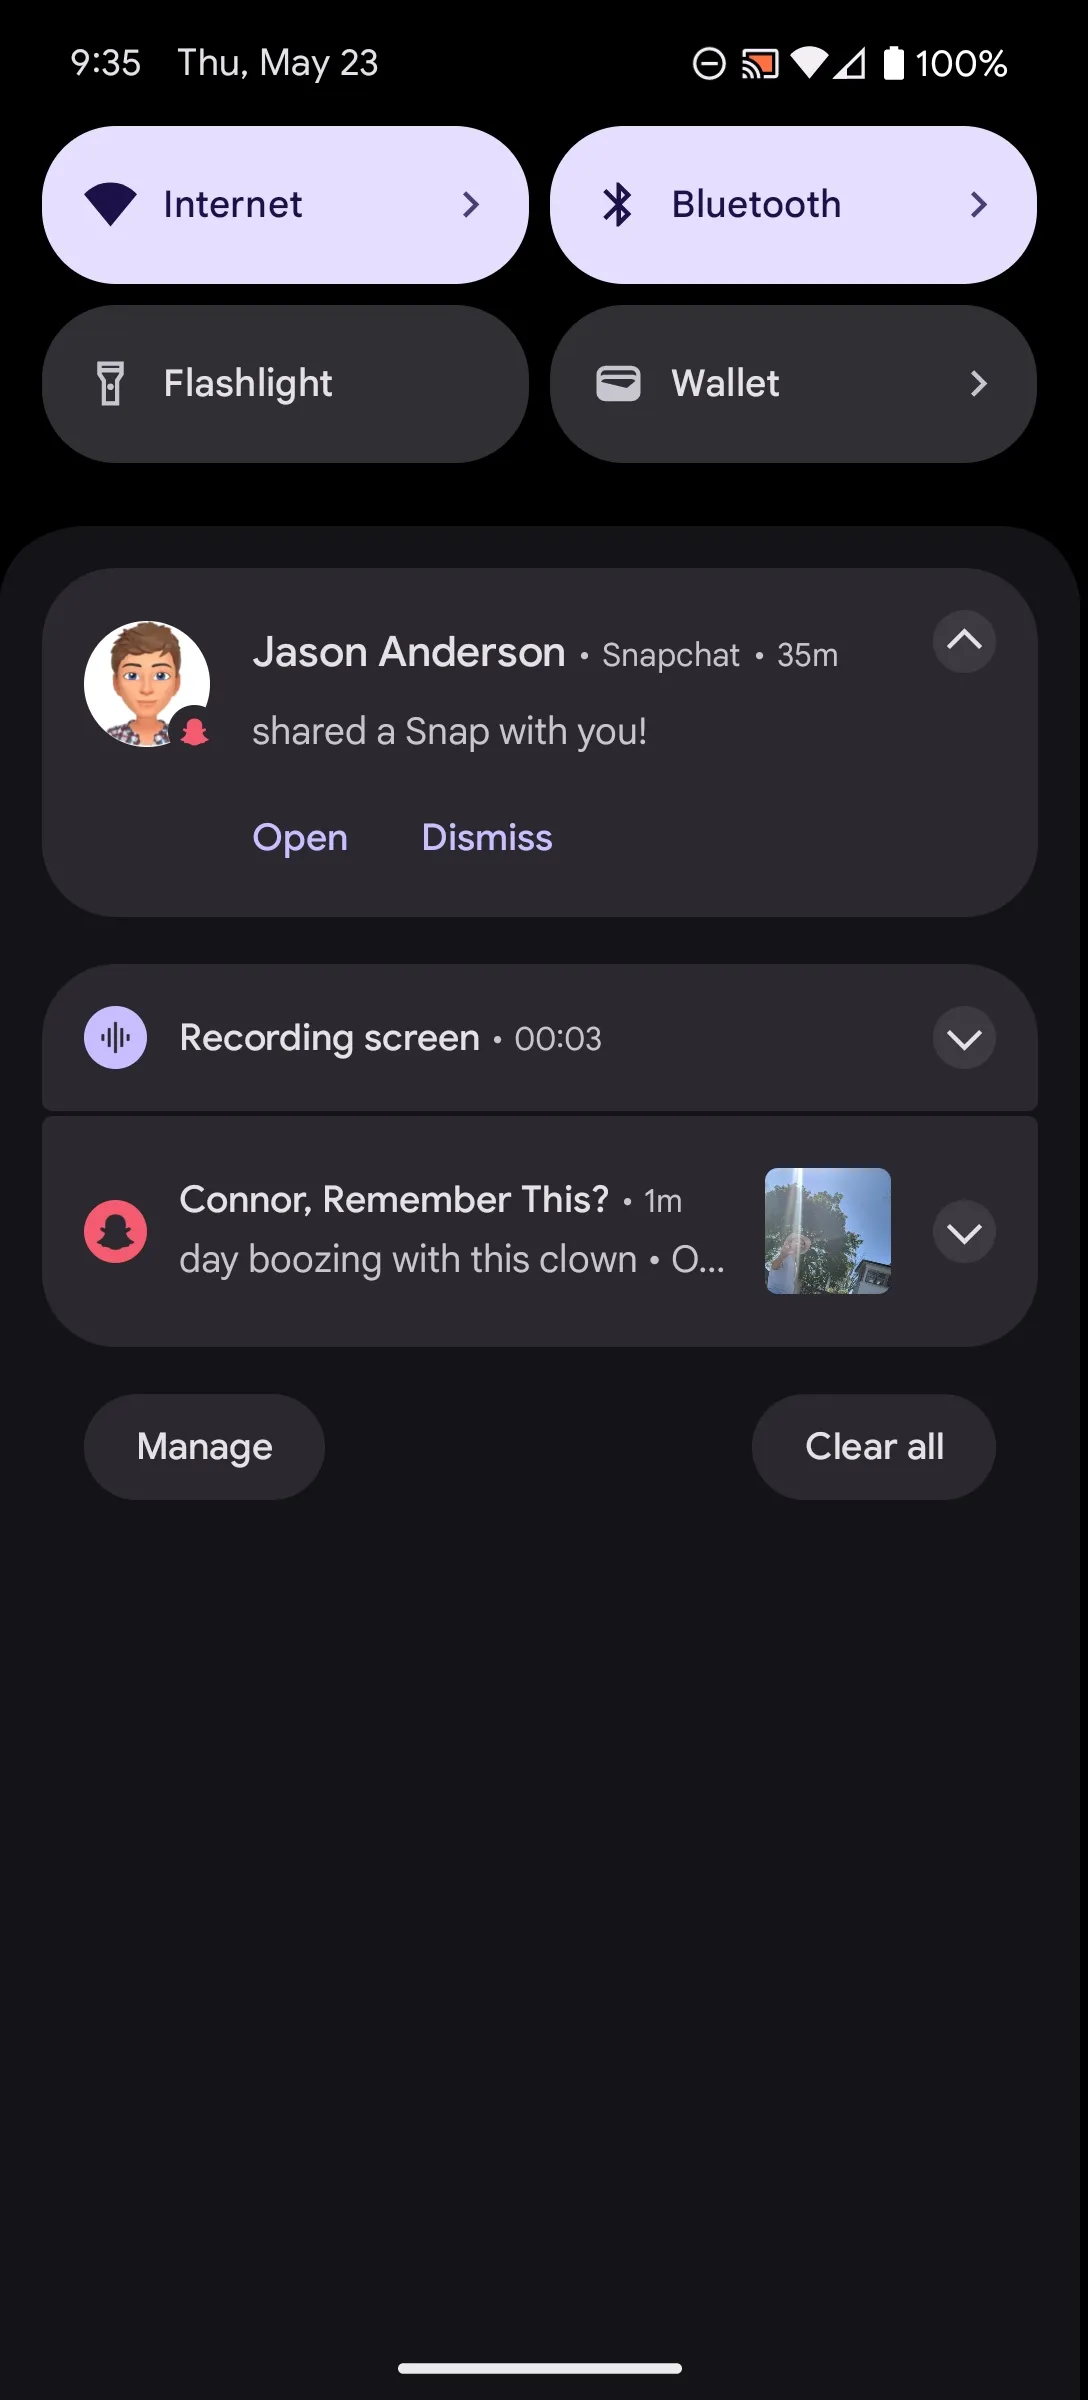 9:35 Thu, May 23 100%
Internet Bluetooth
Flashlight Wallet
Jason Anderson • Snapchat • 35m
shared a Snap with you!
Open Dismiss
Recording screen • 00:03
Connor, Remember This? • 1m
day boozing with this clown • O...
Manage Clear all